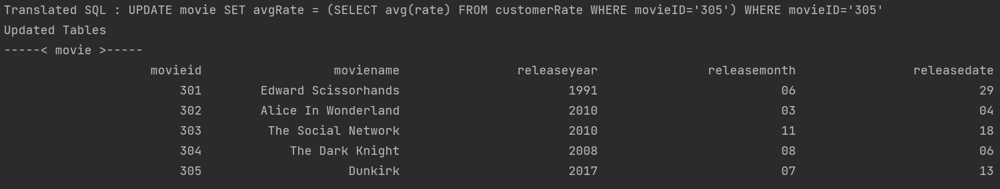 Translated SQL : UPDATE movie SET avgRate = (SELECT avg(rate) FROM customerRate WHERE movieID='305') WHERE movieID='305'
Updated Tables
-----< movie >-----
movieid moviename releaseyear releasemonth releasedate
301 Edward Scissorhands 1991 06 29
302 Alice In Wonderland 2010 03 04
303 The Social Network 2010 11 18
304 The Dark Knight 2008 08 06
305 Dunkirk 2017 07 13